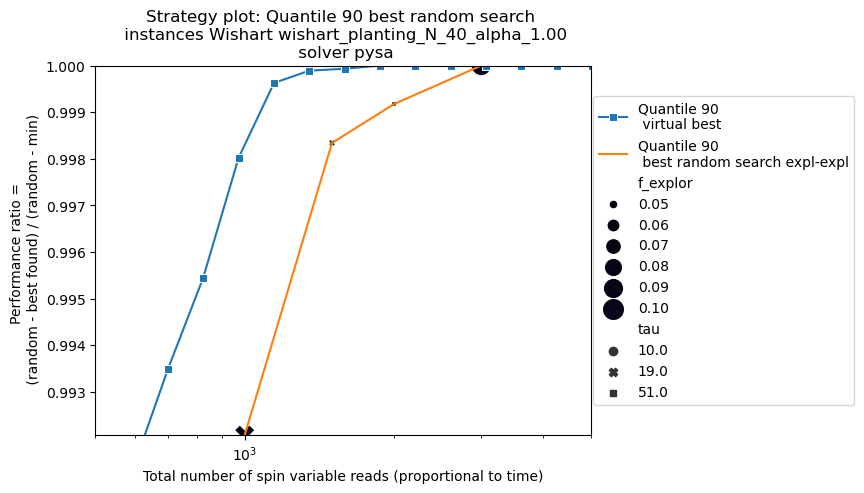 Strategy plot: Quantile 90 best random search
instances Wishart wishart_planting_N_40_alpha_1.00
solver pysa
Performance ratio =
(random - best found) / (random - min)
1.000
0.999
0.998
0.997
0.996
0.995
0.994
0.993
10³
Total number of spin variable reads (proportional to time)
Quantile 90
virtual best
Quantile 90
best random search expl-expl
f_explor
0.05
0.06
0.07
0.08
0.09
0.10
tau
10.0
19.0
51.0